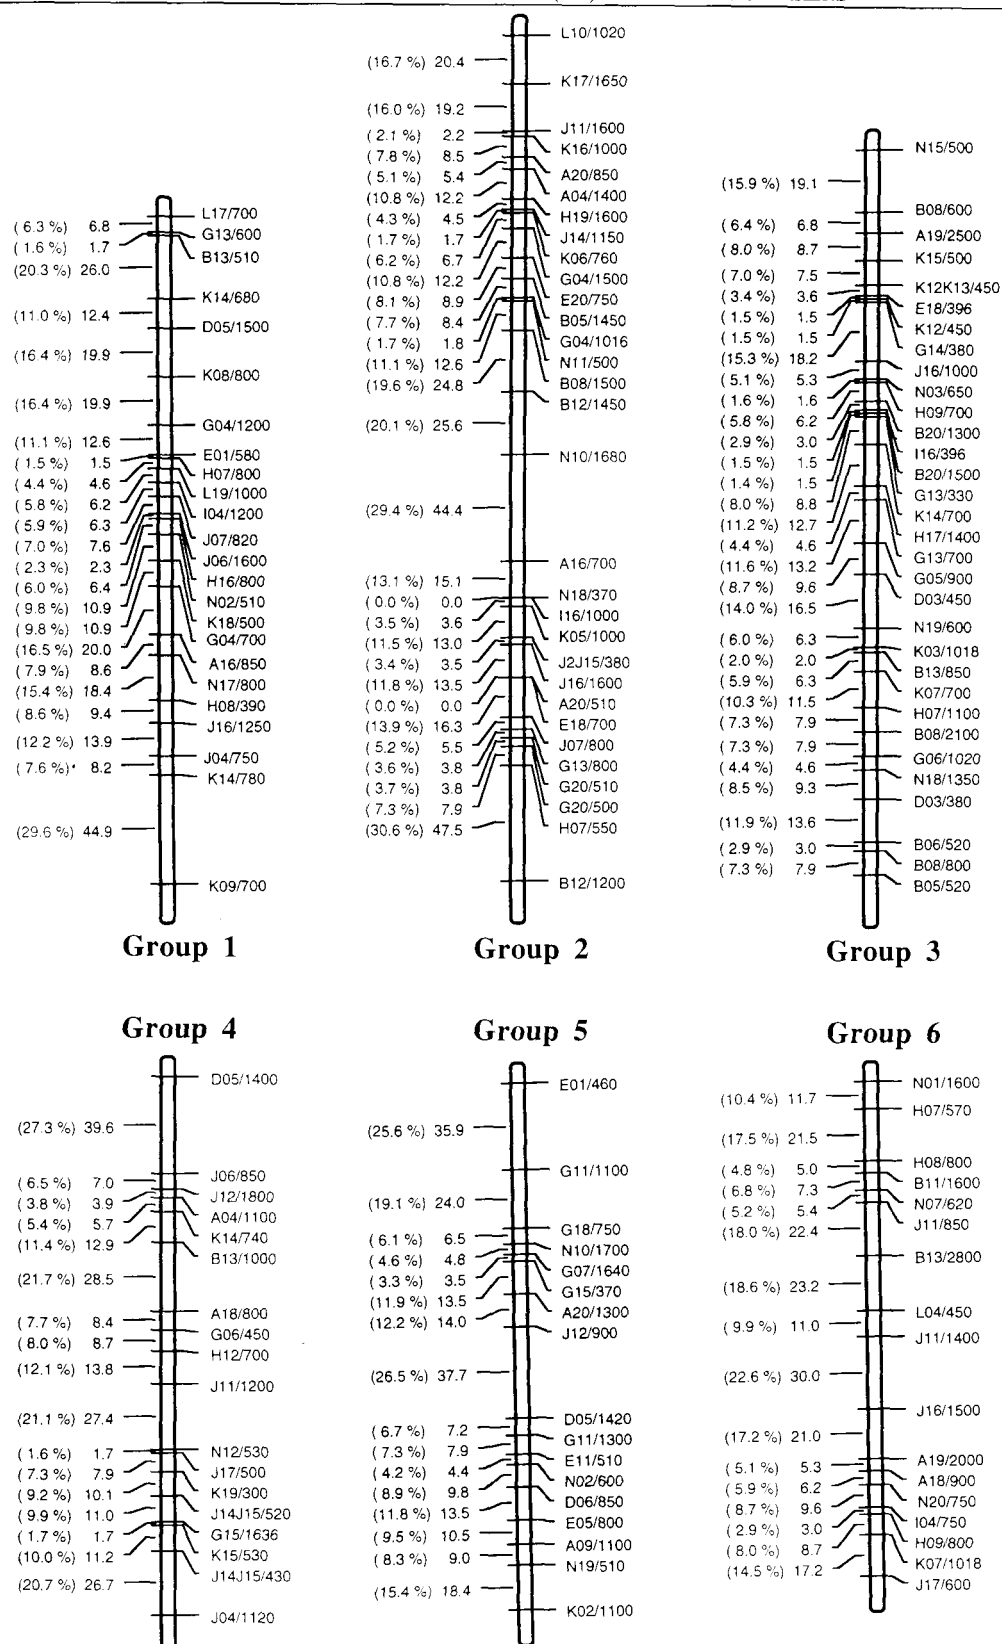 L17/700
( 6.3 %) 6.8
G13/600
( 1.6 %) 1.7
B13/510
(20.3 %) 26.0
K14/680
(11.0 %) 12.4
D05/1500
(16.4 %) 19.9
K08/800
(16.4 %) 19.9
G04/1200
(11.1 %) 12.6
E01/580
( 1.5 %) 1.5
H07/800
( 4.4 %) 4.6
L19/1000
( 5.8 %) 6.2
I04/1200
( 5.9 %) 6.3
J07/820
( 7.0 %) 7.6
J06/1600
( 2.3 %) 2.3
H16/800
( 6.0 %) 6.4
N02/510
( 9.8 %) 10.9
K18/500
( 9.8 %) 10.9
G04/700
(16.5 %) 20.0
A16/850
( 7.9 %) 8.6
N17/800
(15.4 %) 18.4
H08/390
( 8.6 %) 9.4
J16/1250
(12.2 %) 13.9
J04/750
( 7.6 %) 8.2
K14/780
(29.6 %) 44.9
K09/700
Group 1
L10/1020
(16.7 %) 20.4
K17/1650
(16.0 %) 19.2
J11/1600
( 2.1 %) 2.2
K16/1000
( 7.8 %) 8.5
A20/850
( 5.1 %) 5.4
A04/1400
(10.8 %) 12.2
H19/1600
( 4.3 %) 4.5
J14/1150
( 1.7 %) 1.7
K06/760
( 6.2 %) 6.7
G04/1500
(10.8 %) 12.2
E20/750
( 8.1 %) 8.9
B05/1450
( 7.7 %) 8.4
G04/1016
( 1.7 %) 1.8
N11/500
(11.1 %) 12.6
B08/1500
(19.6 %) 24.8
B12/1450
(20.1 %) 25.6
N10/1680
(29.4 %) 44.4
A16/700
(13.1 %) 15.1
N18/370
( 0.0 %) 0.0
I16/1000
( 3.5 %) 3.6
K05/1000
(11.5 %) 13.0
J2J15/380
( 3.4 %) 3.5
J16/1600
(11.8 %) 13.5
A20/510
( 0.0 %) 0.0
E18/700
(13.9 %) 16.3
J07/800
( 5.2 %) 5.5
G13/800
( 3.6 %) 3.8
G20/510
( 3.7 %) 3.8
G20/500
( 7.3 %) 7.9
H07/550
(30.6 %) 47.5
B12/1200
Group 2
N15/500
(15.9 %) 19.1
B08/600
( 6.4 %) 6.8
A19/2500
( 8.0 %) 8.7
K15/500
( 7.0 %) 7.5
K12K13/450
( 3.4 %) 3.6
E18/396
( 1.5 %) 1.5
K12/450
( 1.5 %) 1.5
G14/380
(15.3 %) 18.2
J16/1000
( 5.1 %) 5.3
N03/650
( 1.6 %) 1.6
H09/700
( 5.8 %) 6.2
B20/1300
( 2.9 %) 3.0
I16/396
( 1.5 %) 1.5
B20/1500
( 1.4 %) 1.5
G13/330
( 8.0 %) 8.8
K14/700
(11.2 %) 12.7
H17/1400
( 4.4 %) 4.6
G13/700
(11.6 %) 13.2
G05/900
( 8.7 %) 9.6
D03/450
(14.0 %) 16.5
N19/600
( 6.0 %) 6.3
K03/1018
( 2.0 %) 2.0
B13/850
( 5.9 %) 6.3
K07/700
(10.3 %) 11.5
H07/1100
( 7.3 %) 7.9
B08/2100
( 7.3 %) 7.9
G06/1020
( 4.4 %) 4.6
N18/1350
( 8.5 %) 9.3
D03/380
(11.9 %) 13.6
B06/520
( 2.9 %) 3.0
B08/800
( 7.3 %) 7.9
B05/520
Group 3
Group 4
D05/1400
(27.3 %) 39.6
J06/850
( 6.5 %) 7.0
J12/1800
( 3.8 %) 3.9
A04/1100
( 5.4 %) 5.7
K14/740
(11.4 %) 12.9
B13/1000
(21.7 %) 28.5
A18/800
( 7.7 %) 8.4
G06/450
( 8.0 %) 8.7
H12/700
(12.1 %) 13.8
J11/1200
(21.1 %) 27.4
N12/530
( 1.6 %) 1.7
J17/500
( 7.3 %) 7.9
K19/300
( 9.2 %) 10.1
J14J15/520
( 9.9 %) 11.0
G15/1636
( 1.7 %) 1.7
K15/530
(10.0 %) 11.2
J14J15/430
(20.7 %) 26.7
J04/1120
Group 5
E01/460
(25.6 %) 35.9
G11/1100
(19.1 %) 24.0
G18/750
( 6.1 %) 6.5
N10/1700
( 4.6 %) 4.8
G07/1640
( 3.3 %) 3.5
G15/370
(11.9 %) 13.5
A20/1300
(12.2 %) 14.0
J12/900
(26.5 %) 37.7
D05/1420
( 6.7 %) 7.2
G11/1300
( 7.3 %) 7.9
E11/510
( 4.2 %) 4.4
N02/600
( 8.9 %) 9.8
D06/850
(11.8 %) 13.5
E05/800
( 9.5 %) 10.5
A09/1100
( 8.3 %) 9.0
N19/510
(15.4 %) 18.4
K02/1100
Group 6
N01/1600
(10.4 %) 11.7
H07/570
(17.5 %) 21.5
H08/800
( 4.8 %) 5.0
B11/1600
( 6.8 %) 7.3
N07/620
( 5.2 %) 5.4
J11/850
(18.0 %) 22.4
B13/2800
(18.6 %) 23.2
L04/450
( 9.9 %) 11.0
J11/1400
(22.6 %) 30.0
J16/1500
(17.2 %) 21.0
A19/2000
( 5.1 %) 5.3
A18/900
( 5.9 %) 6.2
N20/750
( 8.7 %) 9.6
I04/750
( 2.9 %) 3.0
H09/800
( 8.0 %) 8.7
K07/1018
(14.5 %) 17.2
J17/600